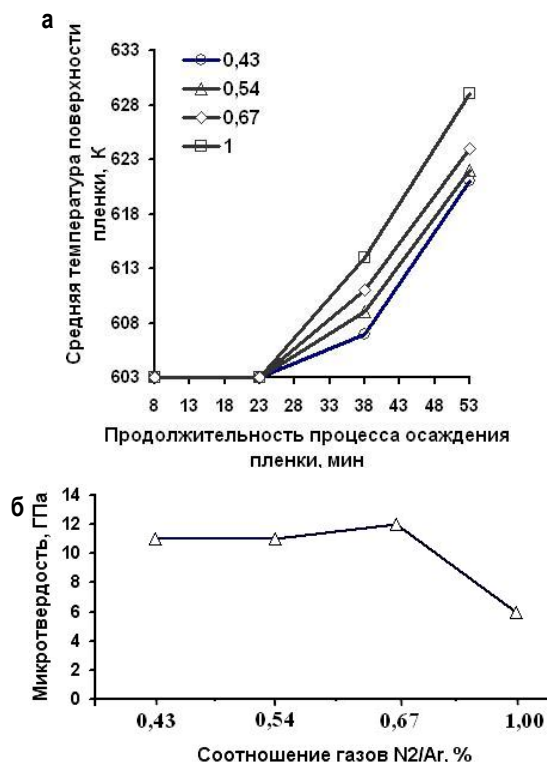 а
Средняя температура поверхности
пленки, К
633
628
623
618
613
608
603
0,43
0,54
0,67
1
8 13 18 23 28 33 38 43 48 53
Продолжительность процесса осаждения
пленки, мин
б
Микротвердость, ГПа
14
12
10
8
6
4
2
0
0,43 0,54 0,67 1,00
Соотношение газов N2/Ar, %